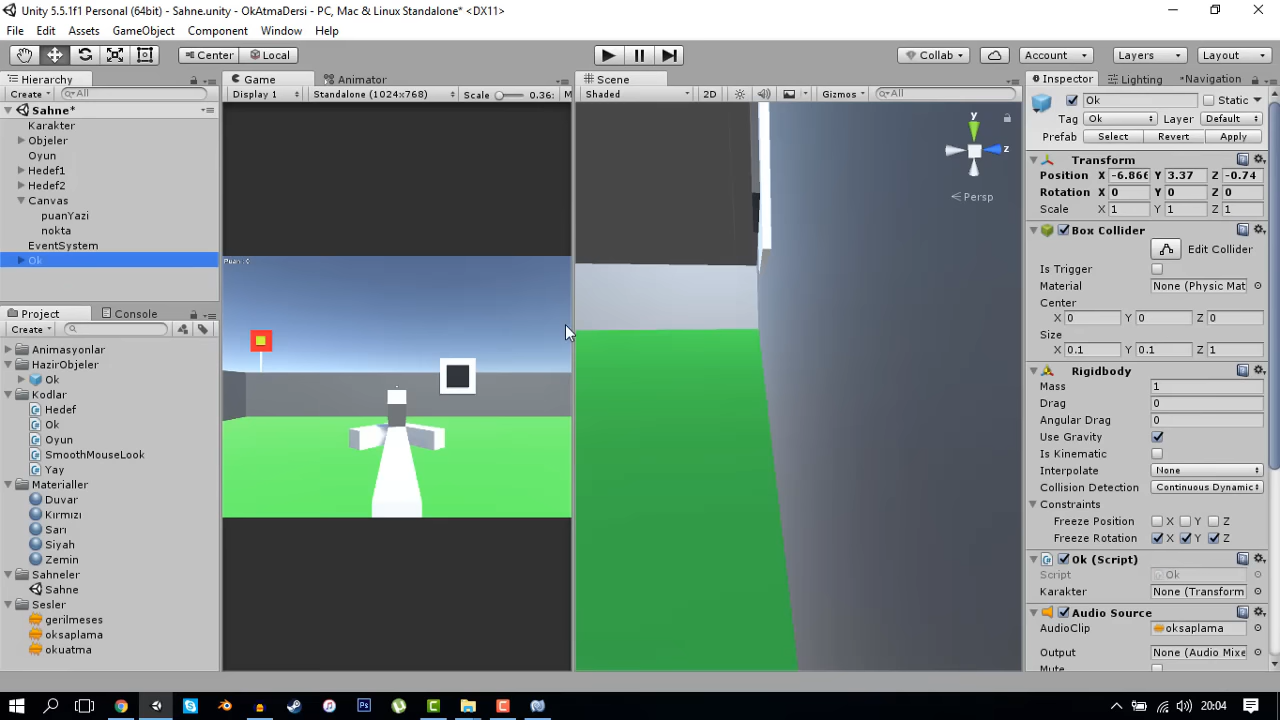 Unity 5.5.1f1 Personal (64bit) - Sahne.unity - OkAtmaDersi - PC, Mac & Linux Standalone* <DX11>
File Edit Assets GameObject Component Window Help
Center Local Collab Account Layers Layout
Hierarchy
Create All
Sahne*
Karakter
Objeler
Oyun
Hedef1
Hedef2
Canvas
puanYazi
nokta
EventSystem
Ok
Project Console
Create
Animasyonlar
HazirObjeler
Ok
Kodlar
Hedef
Ok
Oyun
SmoothMouseLook
Yay
Materialler
Duvar
Kırmızı
Sarı
Siyah
Zemin
Sahneler
Sahne
Sesler
gerilmeses
oksaplama
okuatma
Game Animator
Display 1 Standalone (1024x768) Scale 0.36: M
Scene
Shaded 2D Gizmos All
y
z
Persp
Inspector Lighting *Navigation
Ok Static
Tag Ok Layer Default
Prefab Select Revert Apply
Transform
Position X -6.866 Y 3.37 Z -0.74
Rotation X 0 Y 0 Z 0
Scale X 1 Y 1 Z 1
Box Collider
Edit Collider
Is Trigger
Material None (Physic Mat
Center
X 0 Y 0 Z 0
Size
X 0.1 Y 0.1 Z 1
Rigidbody
Mass 1
Drag 0
Angular Drag 0
Use Gravity
Is Kinematic
Interpolate None
Collision Detection Continuous Dynamic
Constraints
Freeze Position X Y Z
Freeze Rotation X Y Z
Ok (Script)
Script Ok
Karakter None (Transform
Audio Source
AudioClip oksaplama
Output None (Audio Mixe
Mute
20:04